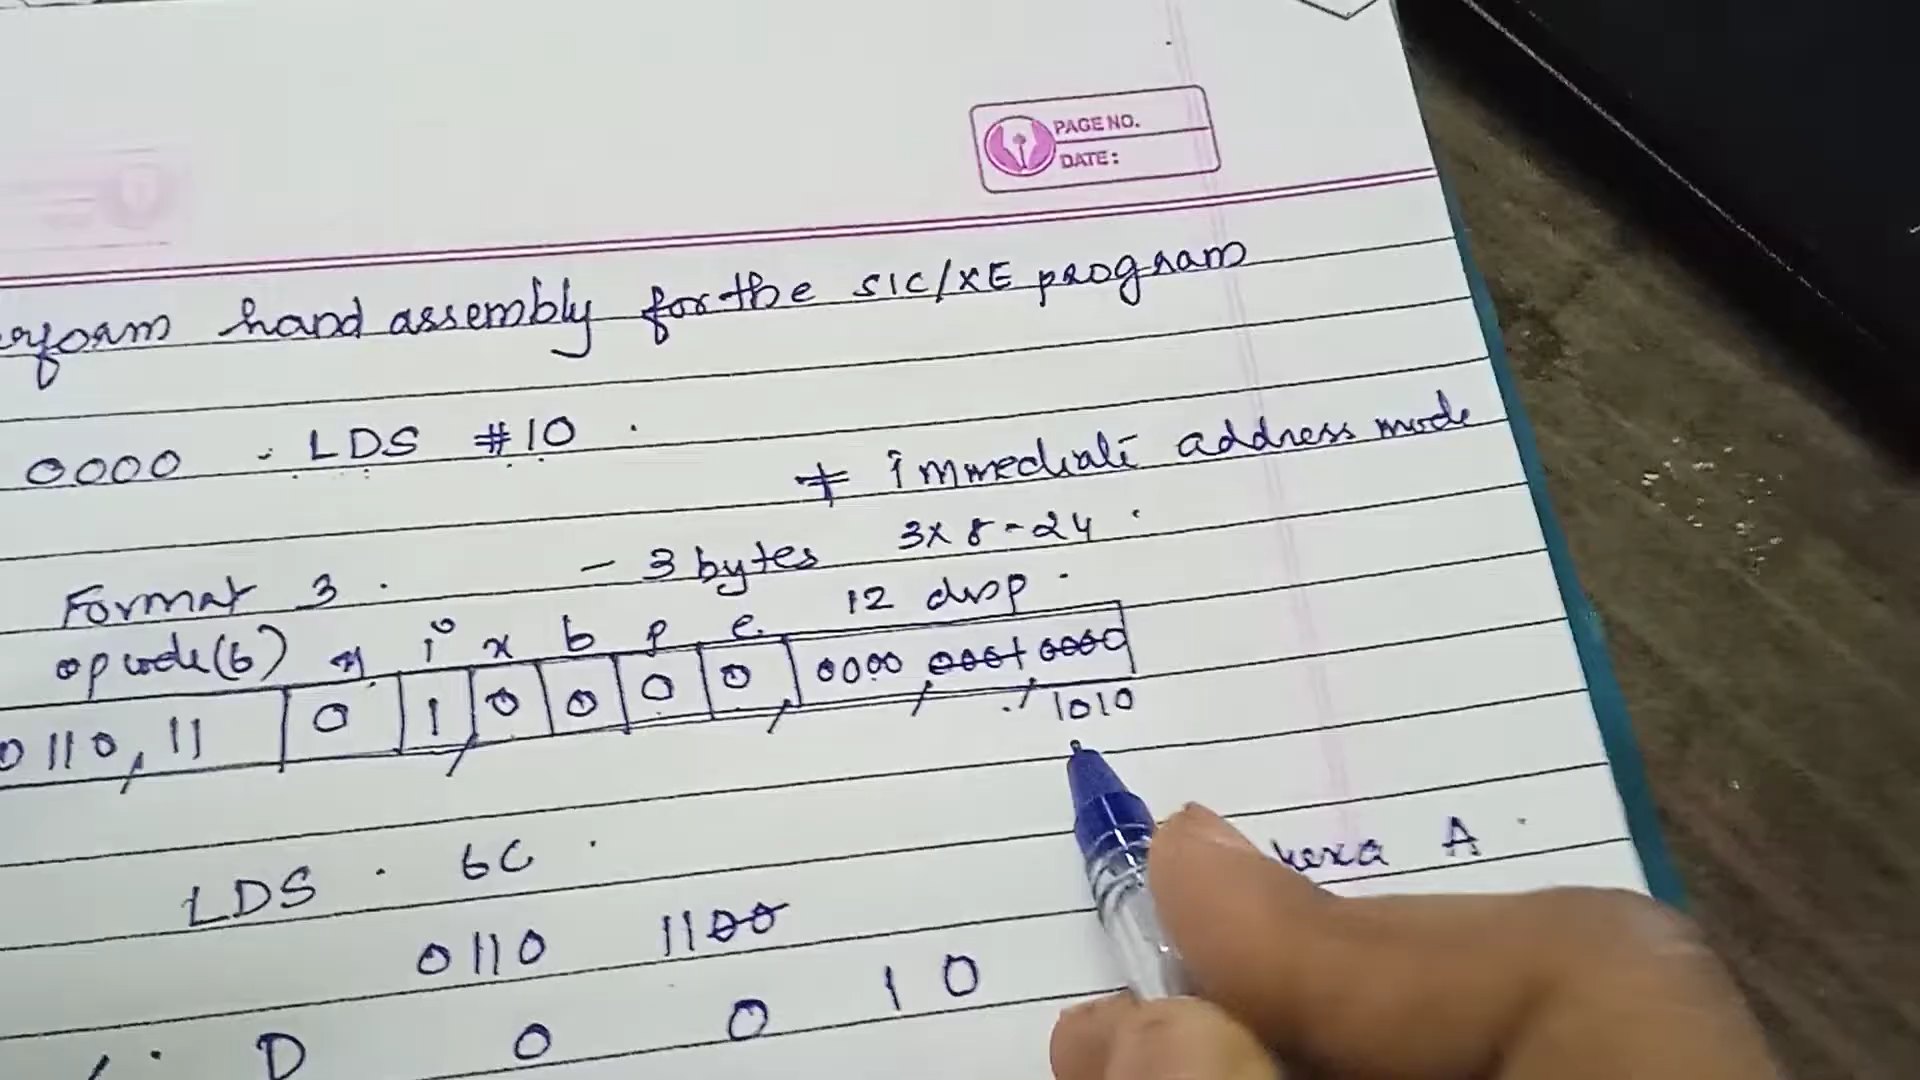 PAGE NO.
DATE:
hand assembly for the SIC/XE program
0000 . LDS #10 .
* immediate address mode
Format 3 . - 3 bytes 3x8-24 .
opcode(6) n i x b p e. 12 disp .
0110,11 0 1 0 0 0 0 0000 0001 0000
1010
LDS . 6C .
hexa A .
0110 1100
D 0 0 1 0